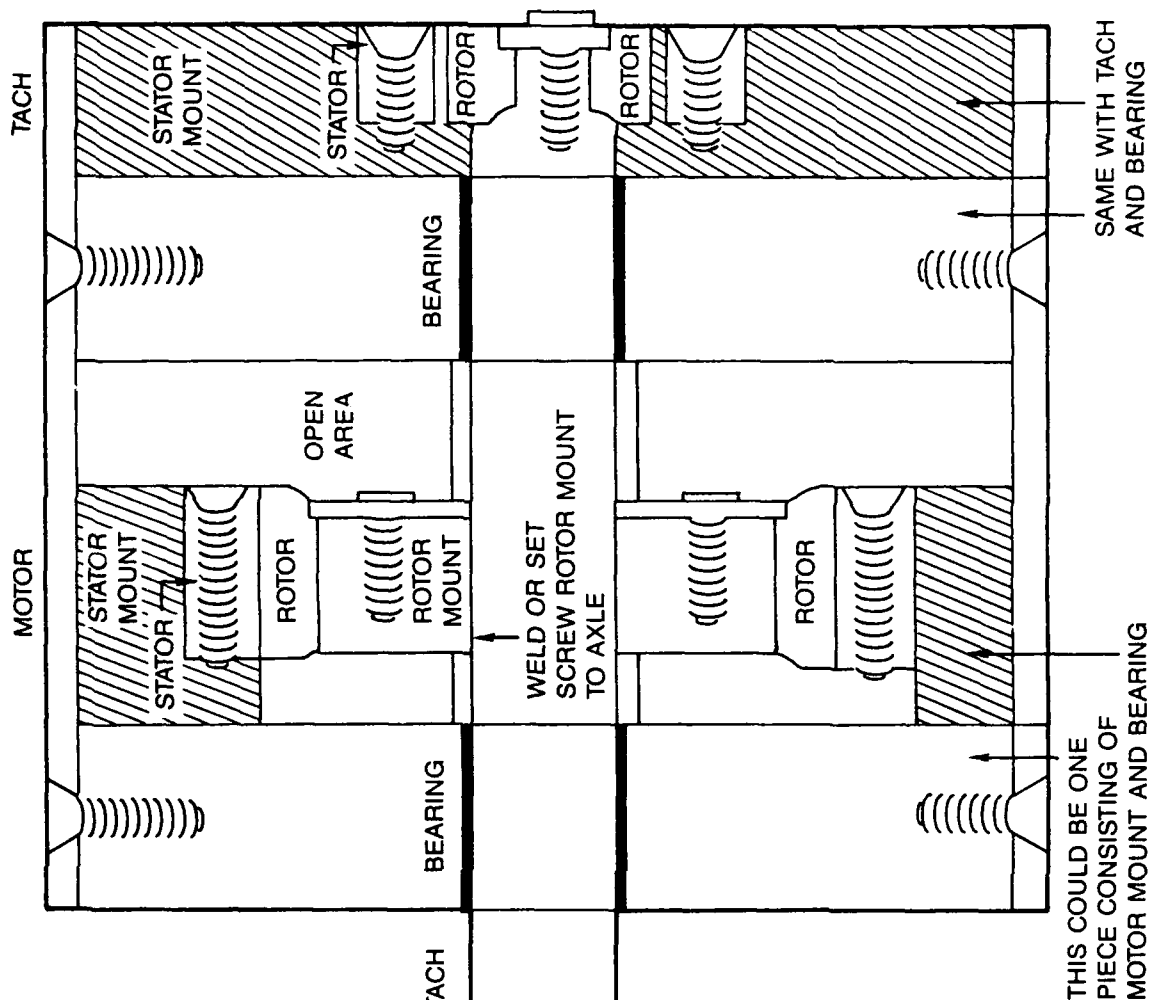 MOTOR
TACH
STATOR
MOUNT
STATOR
MOUNT
STATOR
ROTOR
OPEN
AREA
STATOR
BEARING
ROTOR
MOUNT
BEARING
ROTOR
TACH
WELD OR SET
SCREW ROTOR MOUNT
TO AXLE
ROTOR
ROTOR
THIS COULD BE ONE
PIECE CONSISTING OF
MOTOR MOUNT AND BEARING
SAME WITH TACH
AND BEARING